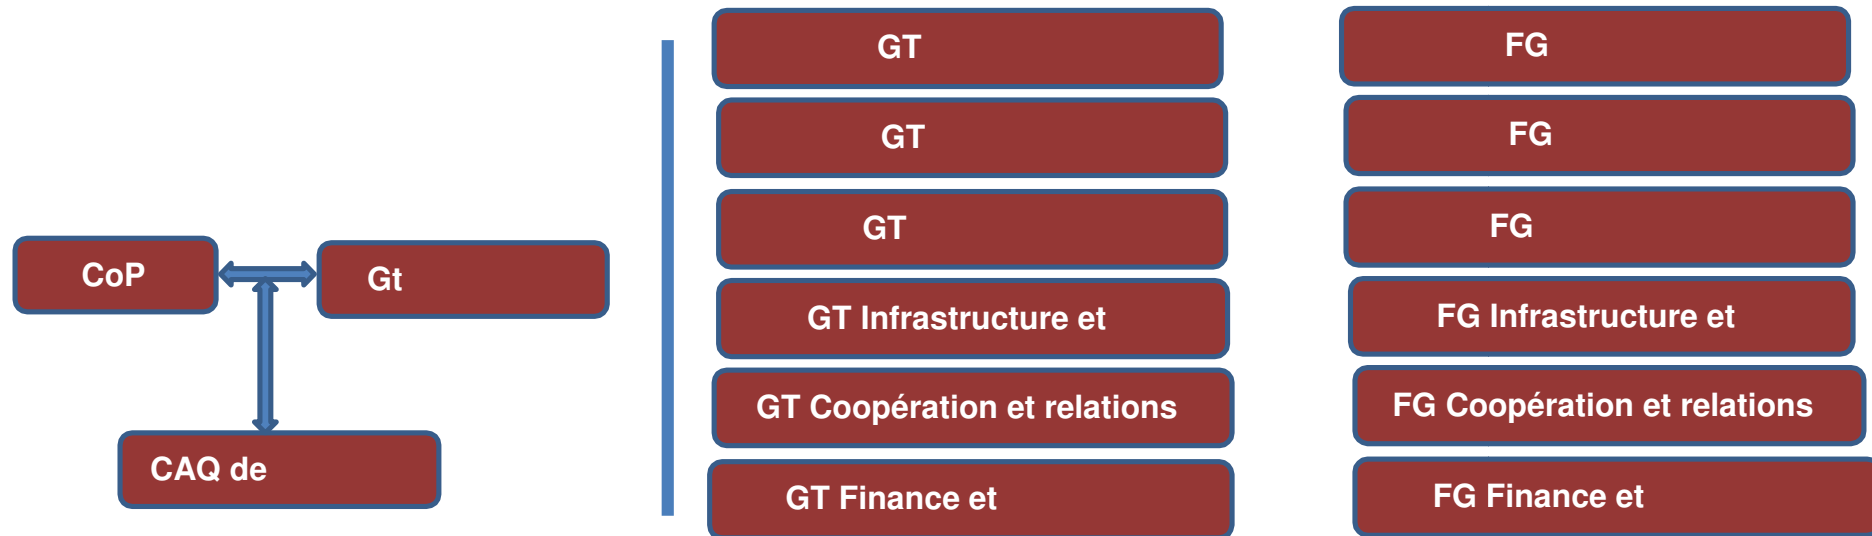 CoP
Gt
CAQ de
GT
GT
GT
GT Infrastructure et
GT Coopération et relations
GT Finance et
FG
FG
FG
FG Infrastructure et
FG Coopération et relations
FG Finance et